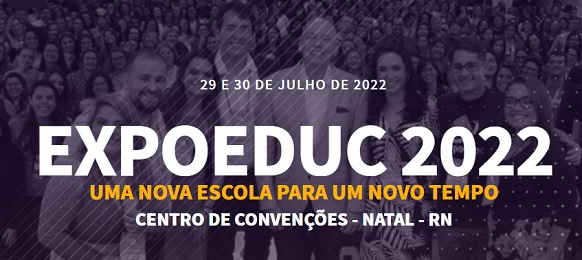 29 E 30 DE JULHO DE 2022
EXPOEDUC 2022
UMA NOVA ESCOLA PARA UM NOVO TEMPO
CENTRO DE CONVENÇÕES - NATAL - RN